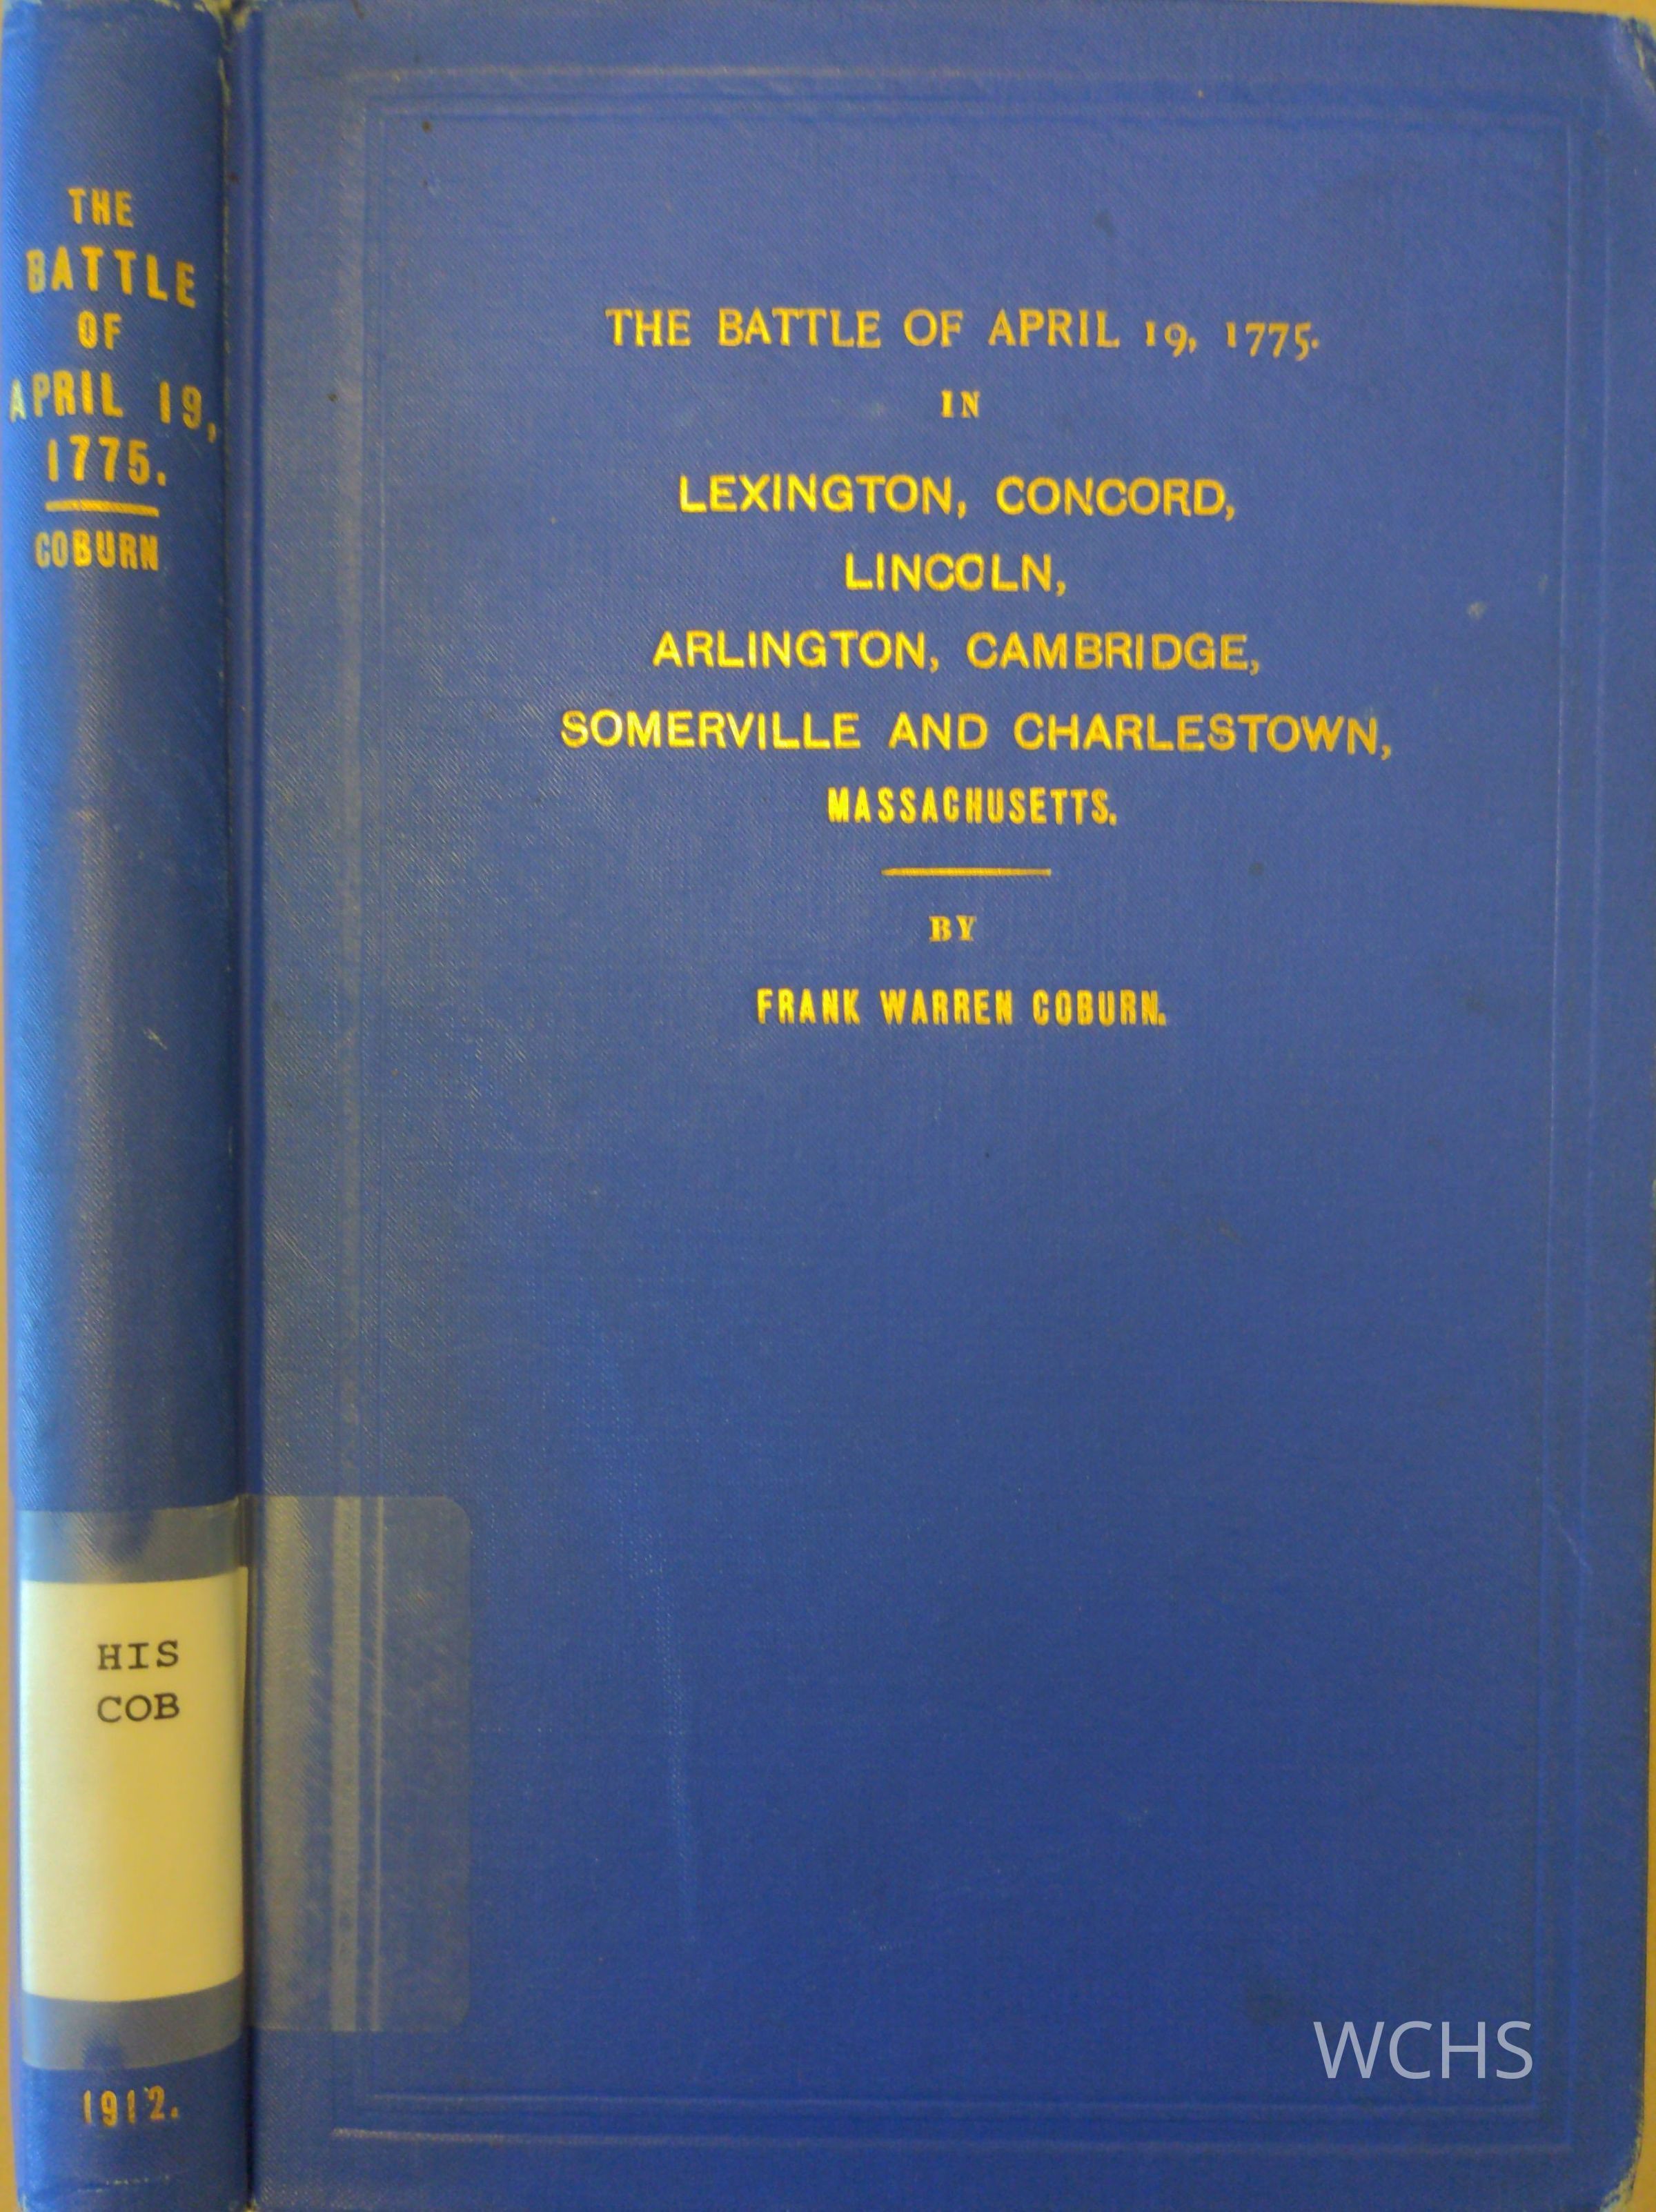 THE
BATTLE
OF
APRIL 19,
1775.
COBURN
HIS
COB
1912.
THE BATTLE OF APRIL 19, 1775.
IN
LEXINGTON, CONCORD,
LINCOLN,
ARLINGTON, CAMBRIDGE,
SOMERVILLE AND CHARLESTOWN,
MASSACHUSETTS.
BY
FRANK WARREN COBURN.
WCHS